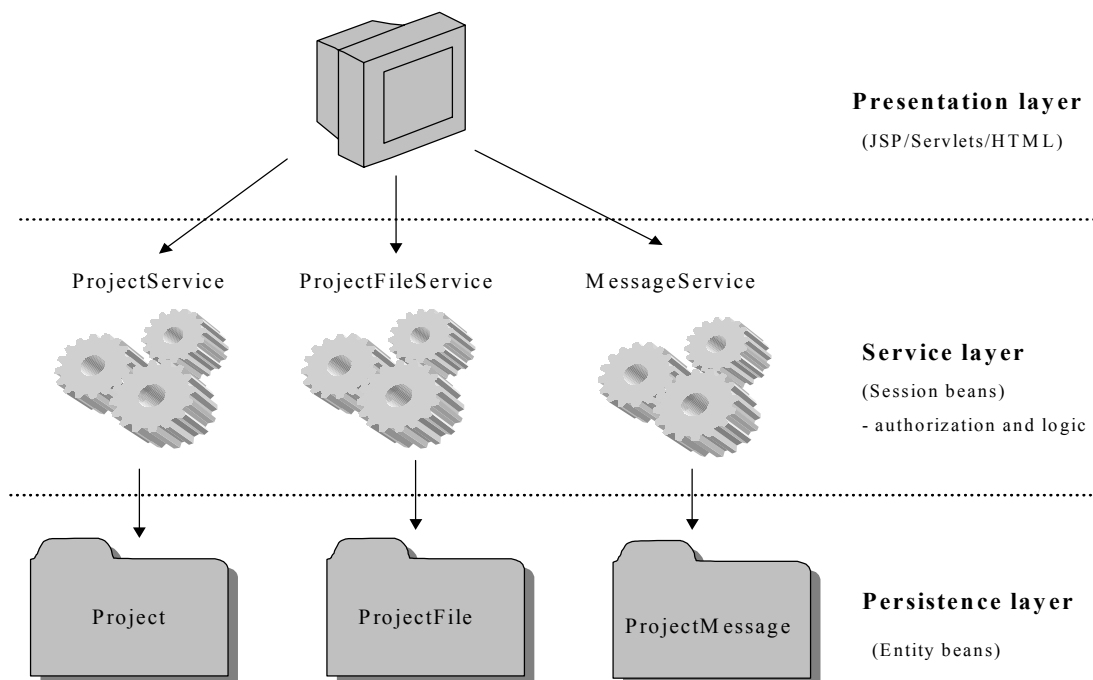 Presentation layer
(JSP/Servlets/HTML)
ProjectService
ProjectFileService
MessageService
Service layer
(Session beans)
- authorization and logic
Project
ProjectFile
ProjectMessage
Persistence layer
(Entity beans)